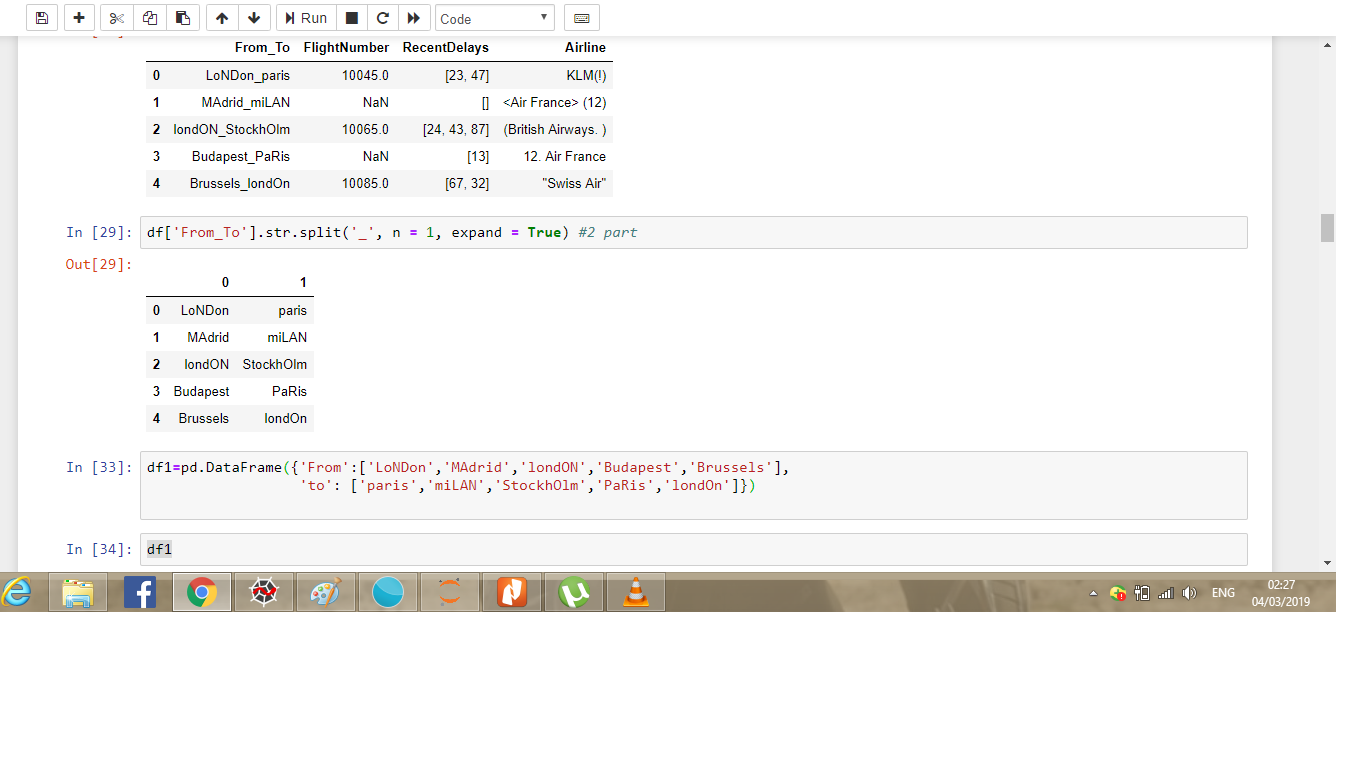 Run
Code
From_To FlightNumber RecentDelays Airline
0 LoNDon_paris 10045.0 [23, 47] KLM(!)
1 MAdrid_miLAN NaN [] <Air France> (12)
2 londON_StockhOlm 10065.0 [24, 43, 87] (British Airways. )
3 Budapest_PaRis NaN [13] 12. Air France
4 Brussels_londOn 10085.0 [67, 32] "Swiss Air"
In [29]: df['From_To'].str.split('_', n = 1, expand = True) #2 part
Out[29]:
0 1
0 LoNDon paris
1 MAdrid miLAN
2 londON StockhOlm
3 Budapest PaRis
4 Brussels londOn
In [33]: df1=pd.DataFrame({'From':['LoNDon','MAdrid','londON','Budapest','Brussels'],
'to': ['paris','miLAN','StockhOlm','PaRis','londOn']})
In [34]: df1
ENG
02:27
04/03/2019